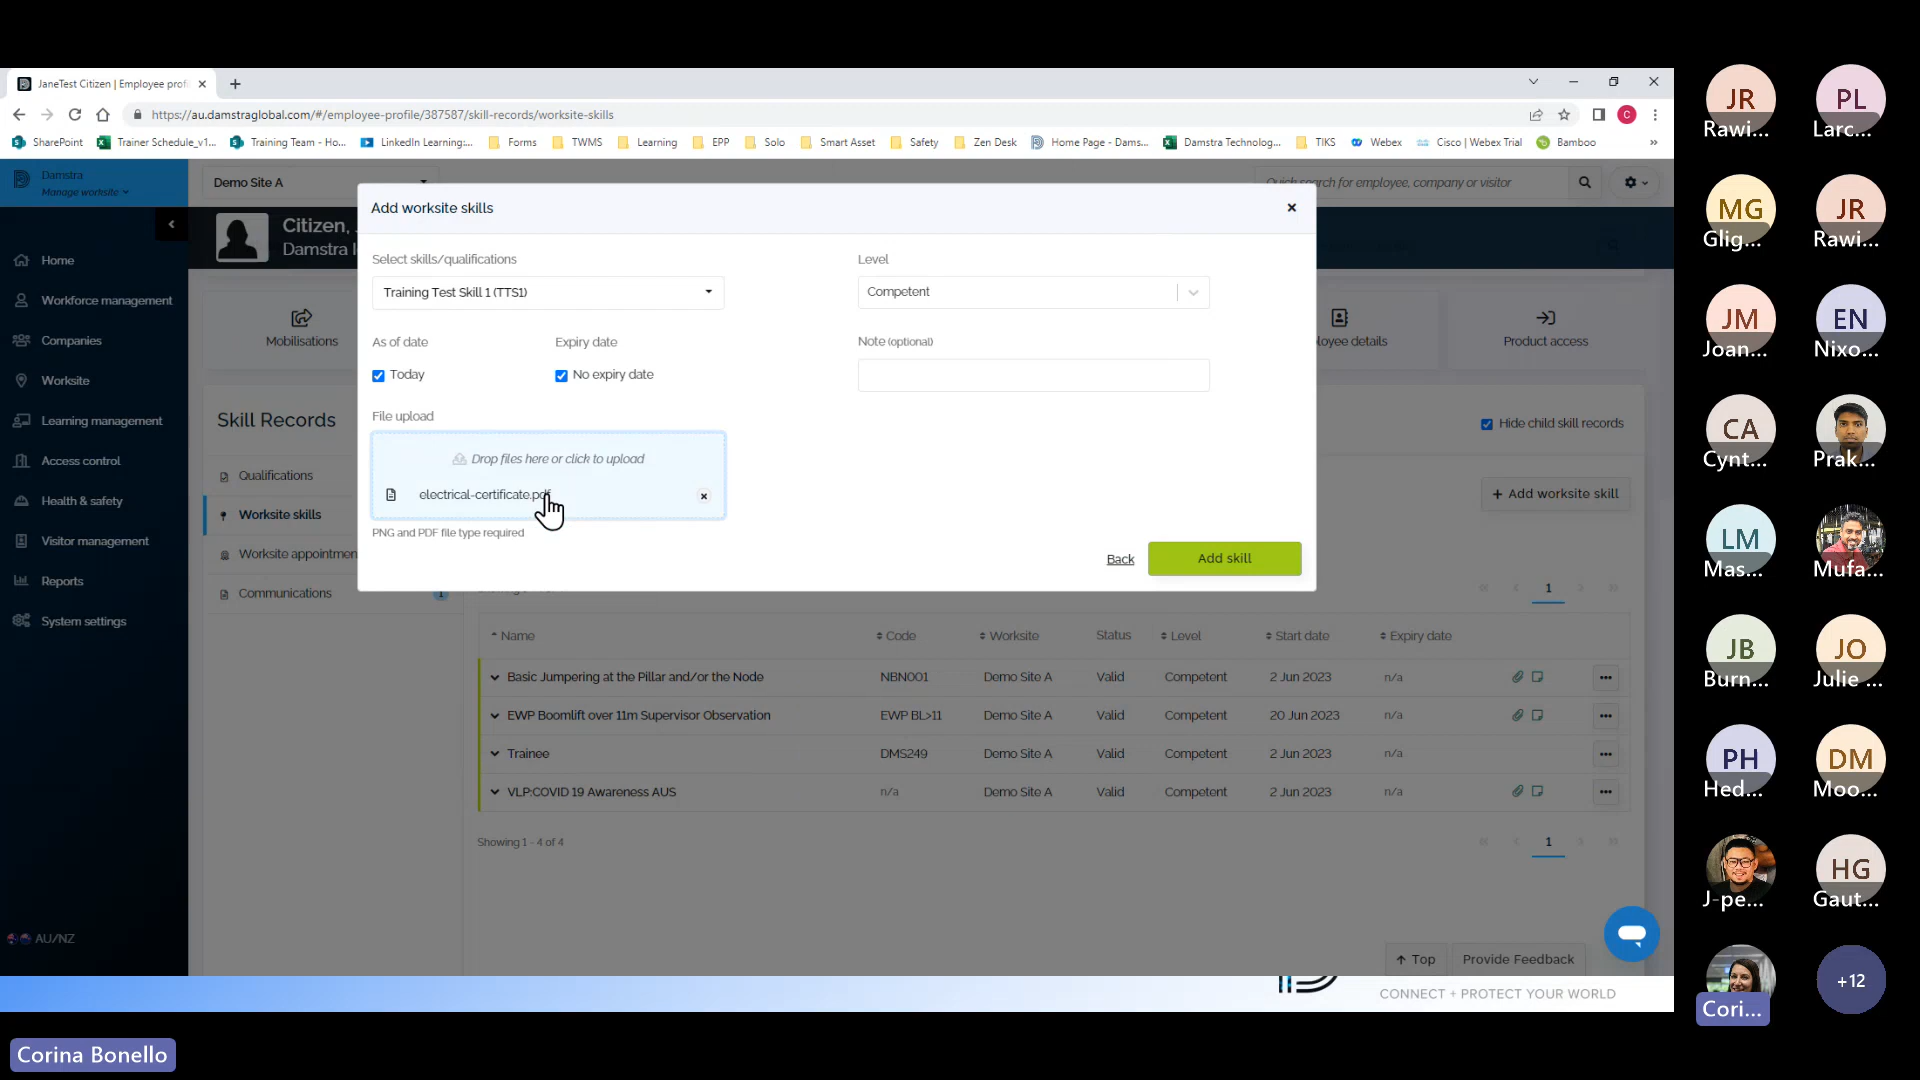 JaneTest Citizen | Employee profi
https://au.damstraglobal.com/#/employee-profile/387587/skill-records/worksite-skills
C
SharePoint
Trainer Schedule_v1...
Training Team - Ho...
LinkedIn Learning:...
Forms
TWMS
Learning
EPP
Solo
Smart Asset
Safety
Zen Desk
Home Page - Dams...
Damstra Technolog...
TIKS
Webex
Cisco | Webex Trial
Bamboo
»
Damstra
Manage worksite
Demo Site A
Quick search for employee, company or visitor
Citizen,
Damstra
Home
Workforce management
Companies
Worksite
Learning management
Access control
Health & safety
Visitor management
Reports
System settings
AU/NZ
Mobilisations
Product access
Skill Records
Qualifications
Worksite skills
Worksite appointmen
Communications
1
Hide child skill records
+ Add worksite skill
Add worksite skills
Select skills/qualifications
Training Test Skill 1 (TTS1)
Level
Competent
As of date
Today
Expiry date
No expiry date
Note (optional)
File upload
Drop files here or click to upload
electrical-certificate.pdf
PNG and PDF file type required
Back
Add skill
1
Name Code Worksite Status Level Start date Expiry date
Basic Jumpering at the Pillar and/or the Node NBN001 Demo Site A Valid Competent 2 Jun 2023 n/a
EWP Boomlift over 11m Supervisor Observation EWP BL>11 Demo Site A Valid Competent 20 Jun 2023 n/a
Trainee DMS249 Demo Site A Valid Competent 2 Jun 2023 n/a
VLP:COVID 19 Awareness AUS n/a Demo Site A Valid Competent 2 Jun 2023 n/a
Showing 1 - 4 of 4
1
Top
Provide Feedback
CONNECT + PROTECT YOUR WORLD
Corina Bonello
JR
Rawi...
PL
Larc...
MG
Glig...
JR
Rawi...
JM
Joan...
EN
Nixo...
CA
Cynt...
Prak...
LM
Mas...
Mufa...
JB
Burn...
JO
Julie ...
PH
Hed...
DM
Moo...
J-pe...
HG
Gaut...
Cori...
+12